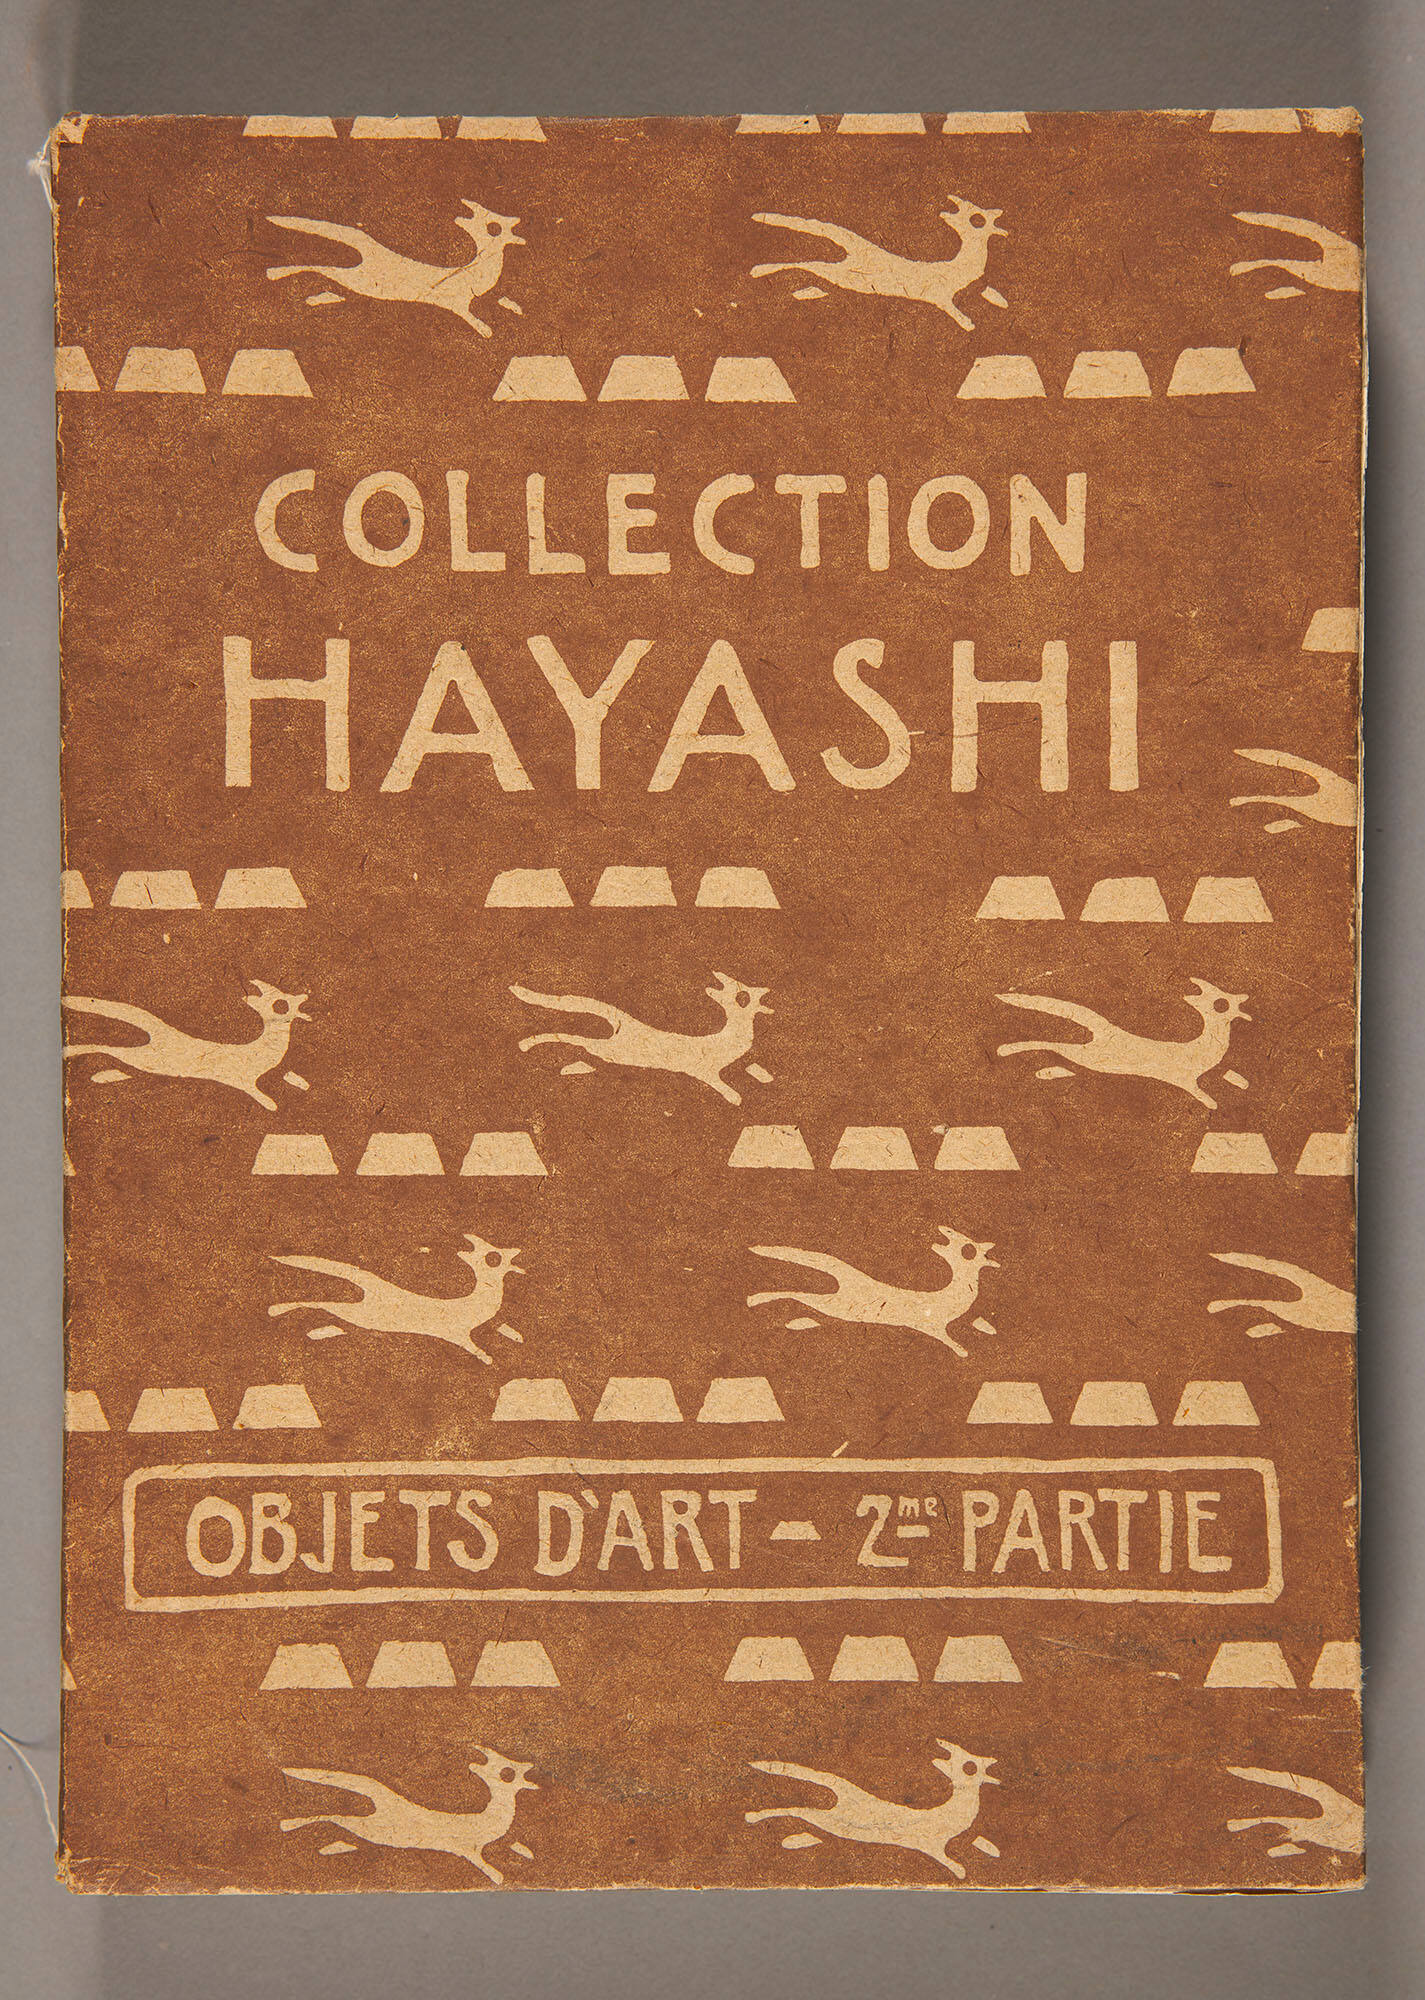 COLLECTION
HAYASHI
OBJETS D'ART - 2me PARTIE